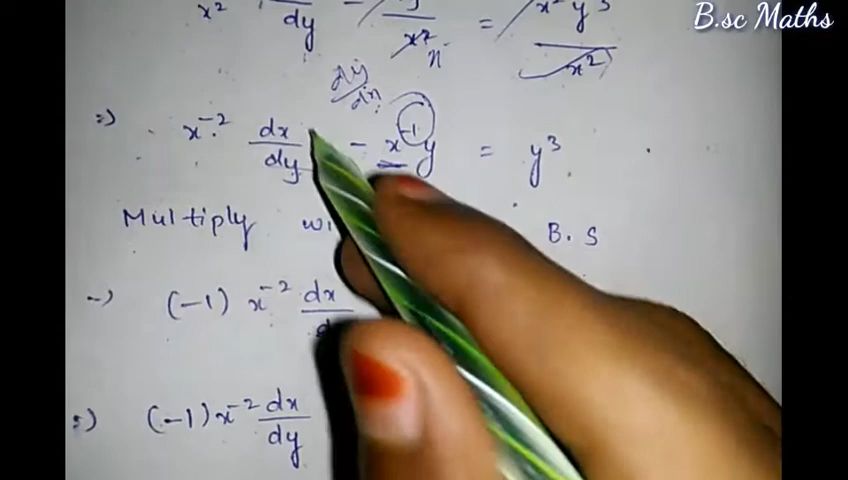 B.sc Maths
x² dy = x² y³
x² x²
dy/dx
=) x⁻² dx/dy - x⁻¹y = y³
Multiply B.S
-) (-1) x⁻² dx
=) (-1) x⁻² dx/dy